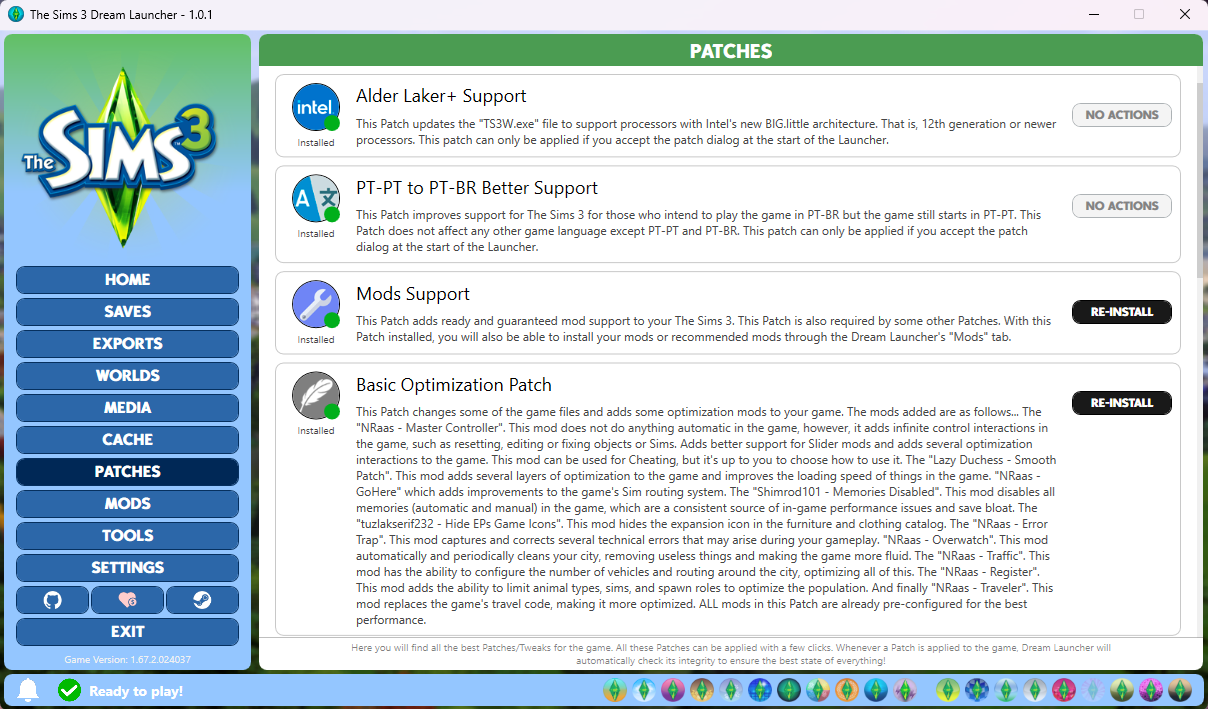 The Sims 3 Dream Launcher - 1.0.1
The SIMS 3
HOME
SAVES
EXPORTS
WORLDS
MEDIA
CACHE
PATCHES
MODS
TOOLS
SETTINGS
EXIT
Game Version: 1.67.2.024037
PATCHES
intel
Installed
Alder Laker+ Support
This Patch updates the "TS3W.exe" file to support processors with Intel's new BIG.little architecture. That is, 12th generation or newer
processors. This patch can only be applied if you accept the patch dialog at the start of the Launcher.
NO ACTIONS
A文
Installed
PT-PT to PT-BR Better Support
This Patch improves support for The Sims 3 for those who intend to play the game in PT-BR but the game still starts in PT-PT. This
Patch does not affect any other game language except PT-PT and PT-BR. This patch can only be applied if you accept the patch
dialog at the start of the Launcher.
NO ACTIONS
Installed
Mods Support
This Patch adds ready and guaranteed mod support to your The Sims 3. This Patch is also required by some other Patches. With this
Patch installed, you will also be able to install your mods or recommended mods through the Dream Launcher's "Mods" tab.
RE-INSTALL
Installed
Basic Optimization Patch
This Patch changes some of the game files and adds some optimization mods to your game. The mods added are as follows... The
"NRaas - Master Controller". This mod does not do anything automatic in the game, however, it adds infinite control interactions in
the game, such as resetting, editing or fixing objects or Sims. Adds better support for Slider mods and adds several optimization
interactions to the game. This mod can be used for Cheating, but it's up to you to choose how to use it. The "Lazy Duchess - Smooth
Patch". This mod adds several layers of optimization to the game and improves the loading speed of things in the game. "NRaas -
GoHere" which adds improvements to the game's Sim routing system. The "Shimrod101 - Memories Disabled". This mod disables all
memories (automatic and manual) in the game, which are a consistent source of in-game performance issues and save bloat. The
"tuzlakserif232 - Hide EPs Game Icons". This mod hides the expansion icon in the furniture and clothing catalog. The "NRaas - Error
Trap". This mod captures and corrects several technical errors that may arise during your gameplay. "NRaas - Overwatch". This mod
automatically and periodically cleans your city, removing useless things and making the game more fluid. The "NRaas - Traffic". This
mod has the ability to configure the number of vehicles and routing around the city, optimizing all of this. The "NRaas - Register".
This mod adds the ability to limit animal types, sims, and spawn roles to optimize the population. And finally "NRaas - Traveler". This
mod replaces the game's travel code, making it more optimized. ALL mods in this Patch are already pre-configured for the best
performance.
RE-INSTALL
Here you will find all the best Patches/Tweaks for the game. All these Patches can be applied with a few clicks. Whenever a Patch is applied to the game, Dream Launcher will
automatically check its integrity to ensure the best state of everything!
Ready to play!